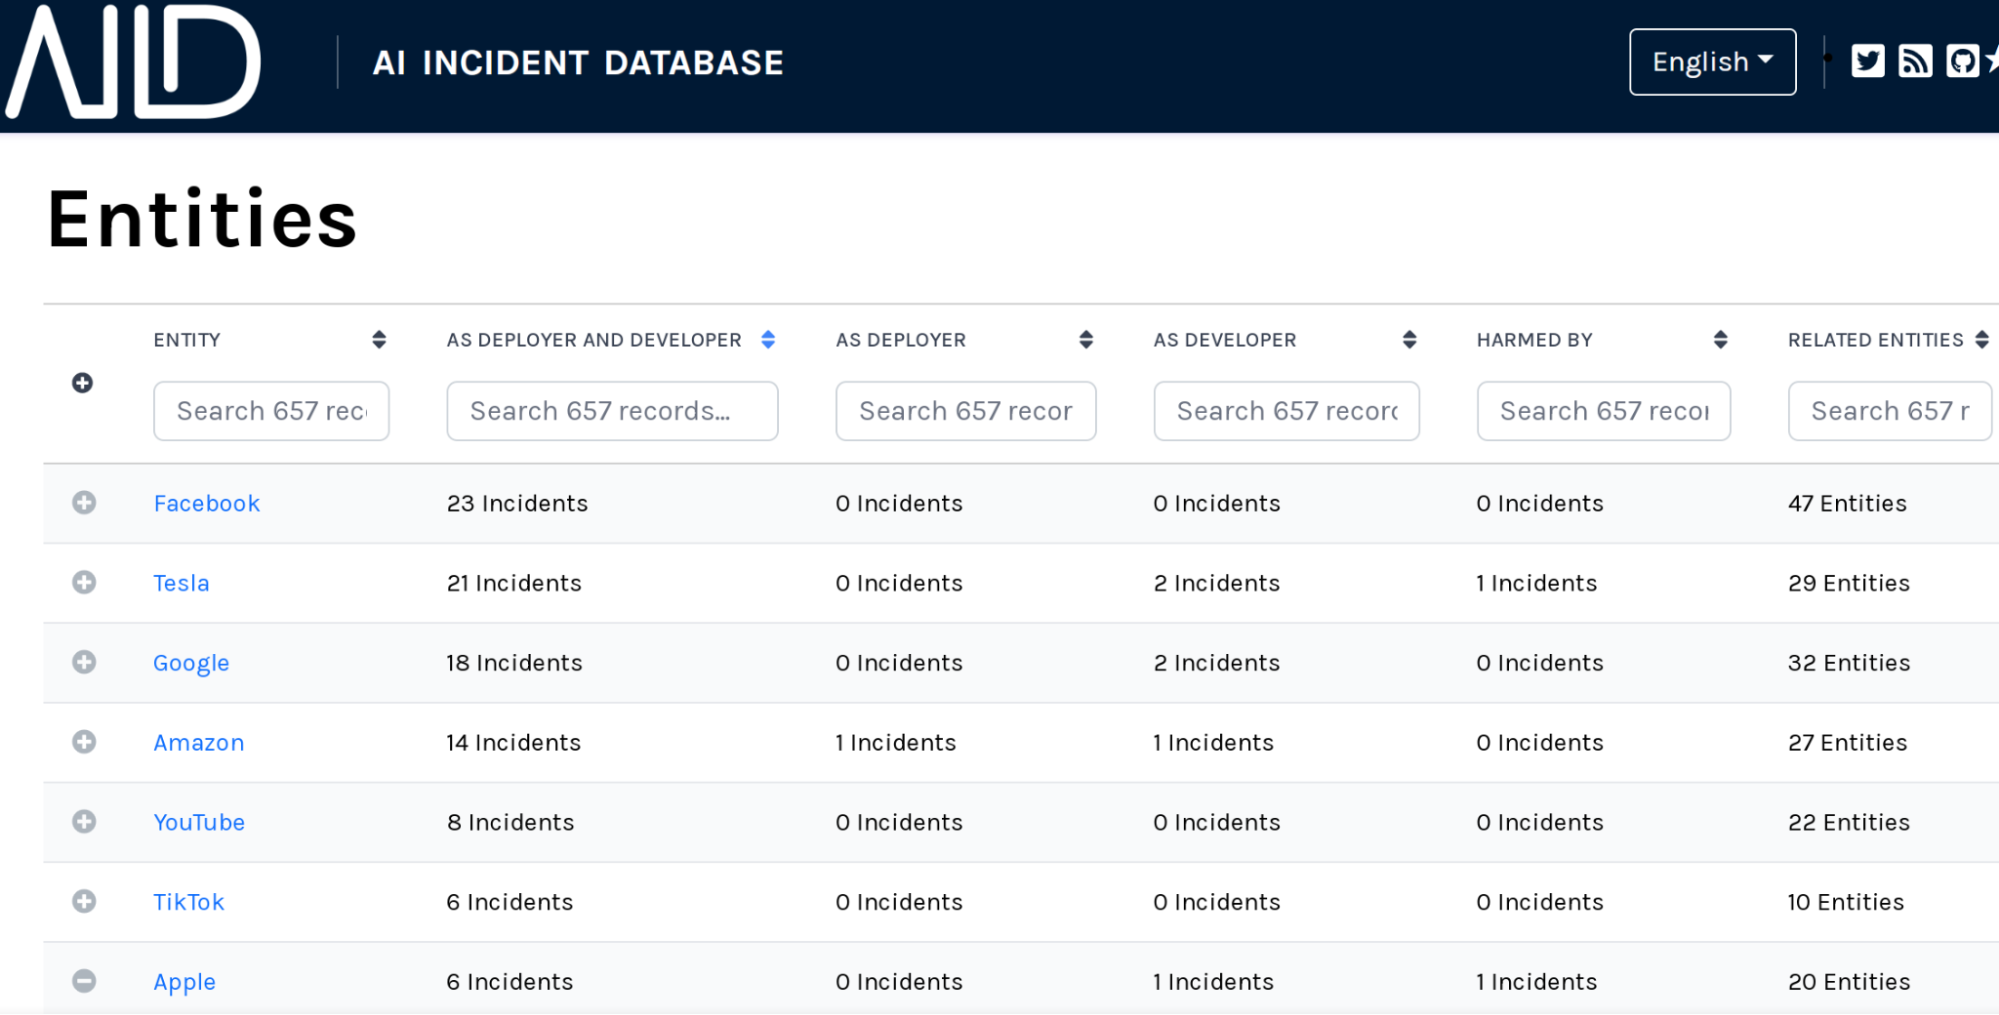 AIID
AI INCIDENT DATABASE
English
Entities
ENTITY AS DEPLOYER AND DEVELOPER AS DEPLOYER AS DEVELOPER HARMED BY RELATED ENTITIES
Search 657 rec Search 657 records... Search 657 recor Search 657 record Search 657 recor Search 657 r
Facebook 23 Incidents 0 Incidents 0 Incidents 0 Incidents 47 Entities
Tesla 21 Incidents 0 Incidents 2 Incidents 1 Incidents 29 Entities
Google 18 Incidents 0 Incidents 2 Incidents 0 Incidents 32 Entities
Amazon 14 Incidents 1 Incidents 1 Incidents 0 Incidents 27 Entities
YouTube 8 Incidents 0 Incidents 0 Incidents 0 Incidents 22 Entities
TikTok 6 Incidents 0 Incidents 0 Incidents 0 Incidents 10 Entities
Apple 6 Incidents 0 Incidents 1 Incidents 1 Incidents 20 Entities